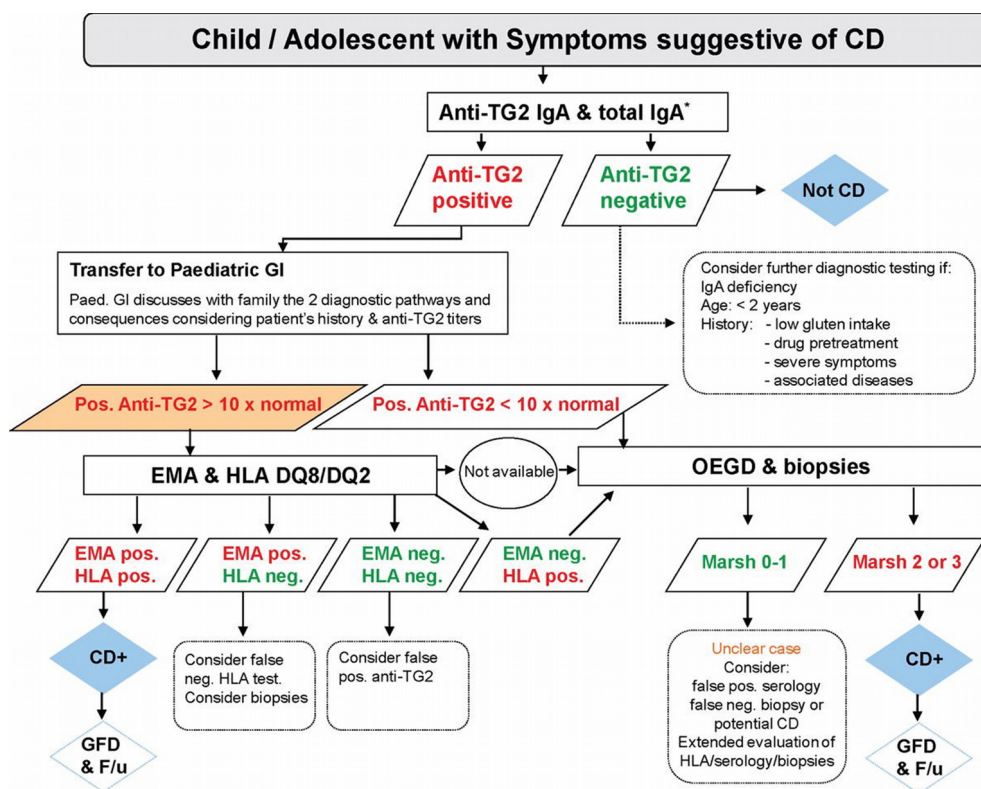 Child / Adolescent with Symptoms suggestive of CD
Anti-TG2 IgA & total IgA*
Anti-TG2
positive
Anti-TG2
negative
Not CD
Transfer to Paediatric GI
Paed. GI discusses with family the 2 diagnostic pathways and
consequences considering patient's history & anti-TG2 titers
Consider further diagnostic testing if:
IgA deficiency
Age: < 2 years
History: - low gluten intake
- drug pretreatment
- severe symptoms
- associated diseases
Pos. Anti-TG2 > 10 x normal
Pos. Anti-TG2 < 10 x normal
EMA & HLA DQ8/DQ2
Not available
OEGD & biopsies
EMA pos.
HLA pos.
EMA pos.
HLA neg.
EMA neg.
HLA neg.
EMA neg.
HLA pos.
Marsh 0-1
Marsh 2 or 3
CD+
Consider false
neg. HLA test.
Consider biopsies
Consider false
pos. anti-TG2
Unclear case
Consider:
false pos. serology
false neg. biopsy or
potential CD
Extended evaluation of
HLA/serology/biopsies
CD+
GFD
& F/u
GFD
& F/u